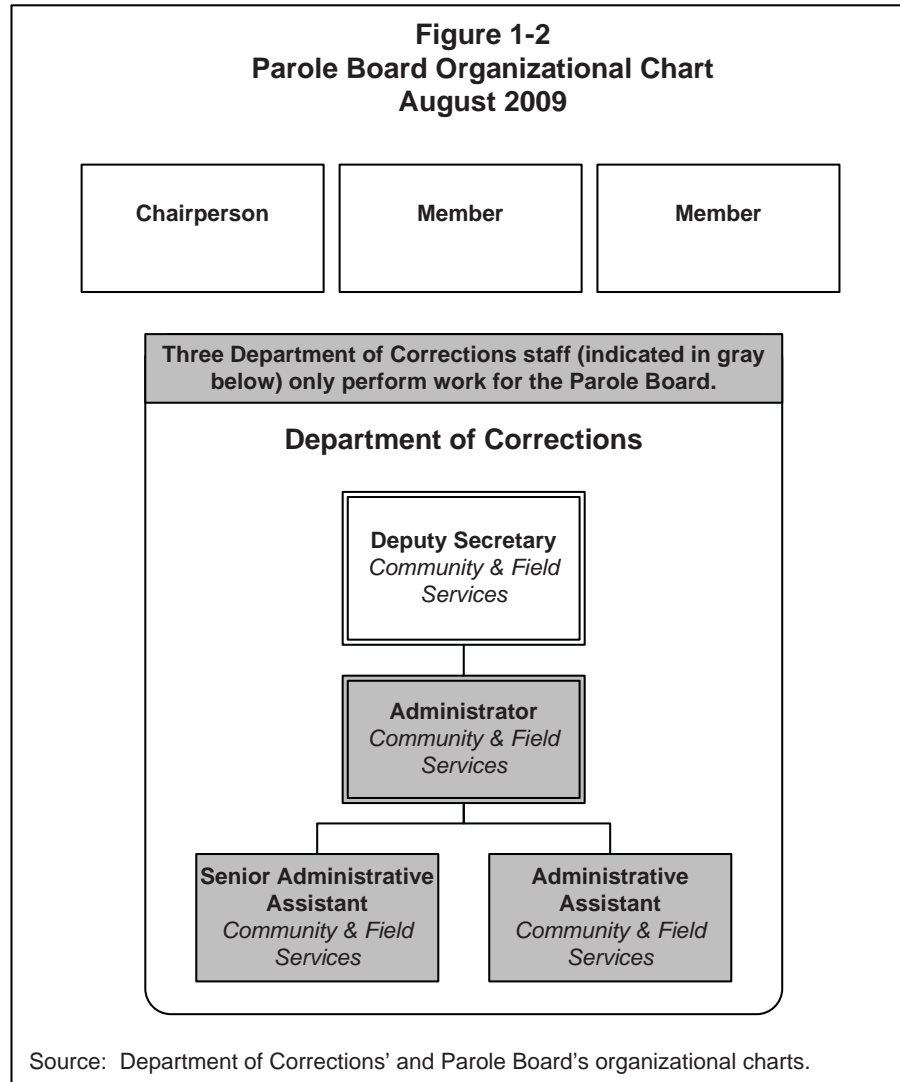 Figure 1-2
Parole Board Organizational Chart
August 2009
Chairperson
Member
Member
Three Department of Corrections staff (indicated in gray
below) only perform work for the Parole Board.
Department of Corrections
Deputy Secretary
Community & Field
Services
Administrator
Community & Field
Services
Senior Administrative
Assistant
Community & Field
Services
Administrative
Assistant
Community & Field
Services
Source:  Department of Corrections’ and Parole Board’s organizational charts.